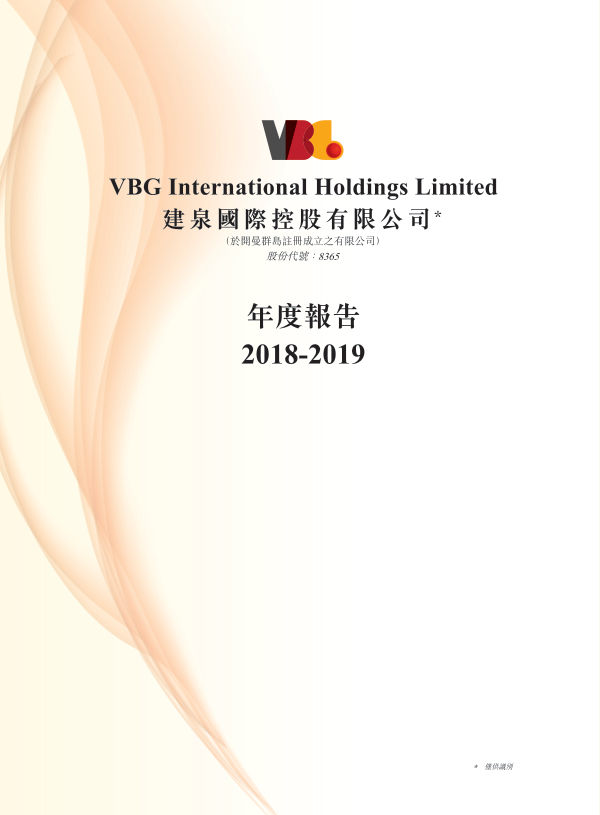 VBG
VBG International Holdings Limited
建泉國際控股有限公司*
(於開曼群島註冊成立之有限公司)
股份代號：8365
年度報告
2018-2019
* 僅供識別